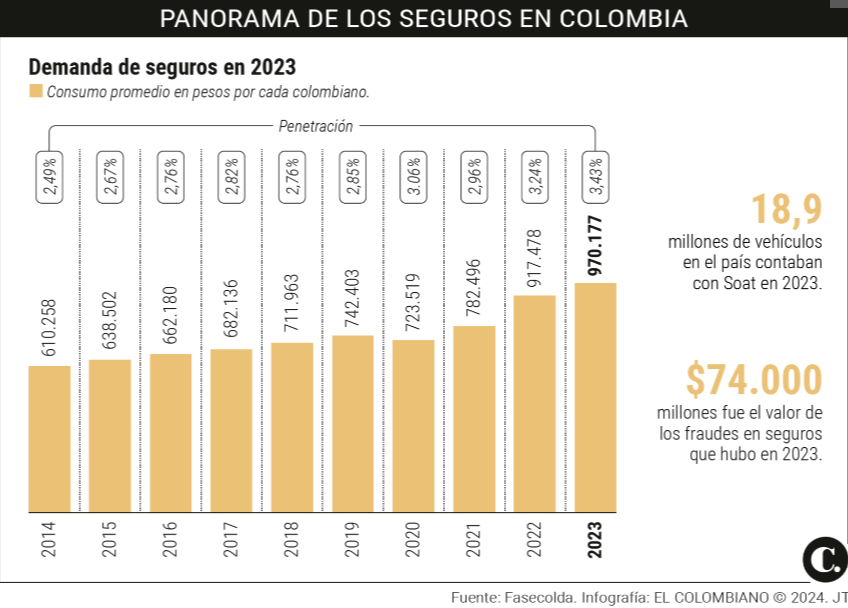 PANORAMA DE LOS SEGUROS EN COLOMBIA
Demanda de seguros en 2023
Consumo promedio en pesos por cada colombiano.
Penetración
2,49%
2,67%
2,76%
2,82%
2,76%
2,85%
3.06%
2,96%
3,24%
3,43%
610.258
638.502
662.180
682.136
711.963
742.403
723.519
782.496
917.478
970.177
2014
2015
2016
2017
2018
2019
2020
2021
2022
2023
18,9
millones de vehículos
en el país contaban
con Soat en 2023.
$74.000
millones fue el valor de
los fraudes en seguros
que hubo en 2023.
C.
Fuente: Fasecolda. Infografía: EL COLOMBIANO © 2024. JT